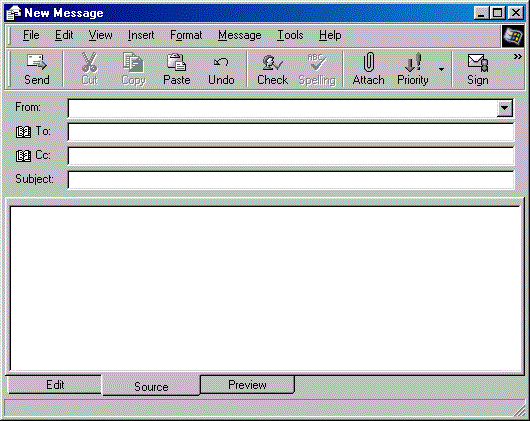 New Message
File Edit View Insert Format Message Tools Help
ABC
Send Cut Copy Paste Undo Check Spelling Attach Priority Sign »
From:
To:
Cc:
Subject:
Edit Source Preview